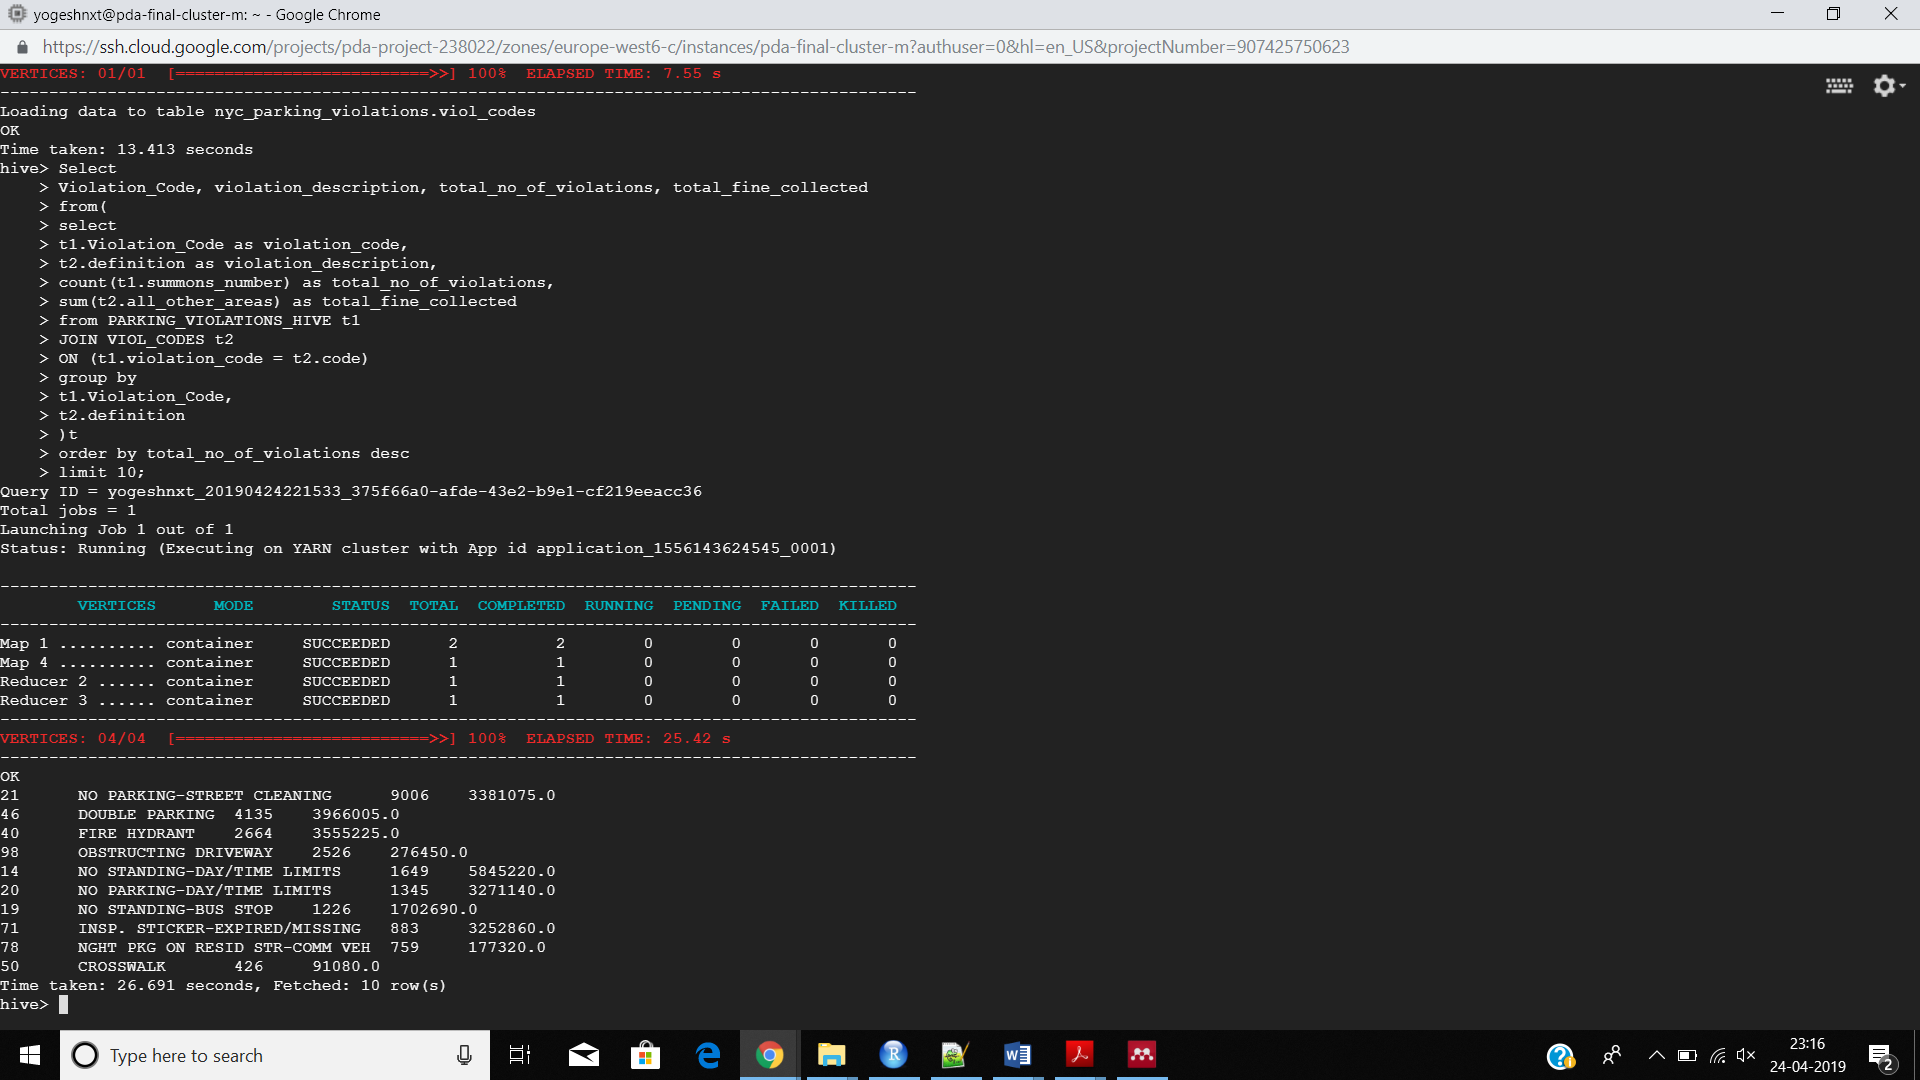 yogeshnxt@pda-final-cluster-m: ~ - Google Chrome
https://ssh.cloud.google.com/projects/pda-project-238022/zones/europe-west6-c/instances/pda-final-cluster-m?authuser=0&hl=en_US&projectNumber=907425750623
VERTICES: 01/01  [==========================>>] 100%  ELAPSED TIME: 7.55 s
----------------------------------------------------------------------------------------------
Loading data to table nyc_parking_violations.viol_codes
OK
Time taken: 13.413 seconds
hive> Select
    > Violation_Code, violation_description, total_no_of_violations, total_fine_collected
    > from(
    > select
    > t1.Violation_Code as violation_code,
    > t2.definition as violation_description,
    > count(t1.summons_number) as total_no_of_violations,
    > sum(t2.all_other_areas) as total_fine_collected
    > from PARKING_VIOLATIONS_HIVE t1
    > JOIN VIOL_CODES t2
    > ON (t1.violation_code = t2.code)
    > group by
    > t1.Violation_Code,
    > t2.definition
    > )t
    > order by total_no_of_violations desc
    > limit 10;
Query ID = yogeshnxt_20190424221533_375f66a0-afde-43e2-b9e1-cf219eeacc36
Total jobs = 1
Launching Job 1 out of 1
Status: Running (Executing on YARN cluster with App id application_1556143624545_0001)
----------------------------------------------------------------------------------------------
        VERTICES      MODE        STATUS  TOTAL  COMPLETED  RUNNING  PENDING  FAILED  KILLED
----------------------------------------------------------------------------------------------
Map 1 .......... container     SUCCEEDED      2          2        0        0       0       0
Map 4 .......... container     SUCCEEDED      1          1        0        0       0       0
Reducer 2 ...... container     SUCCEEDED      1          1        0        0       0       0
Reducer 3 ...... container     SUCCEEDED      1          1        0        0       0       0
----------------------------------------------------------------------------------------------
VERTICES: 04/04  [==========================>>] 100%  ELAPSED TIME: 25.42 s
----------------------------------------------------------------------------------------------
OK
21      NO PARKING-STREET CLEANING      9006    3381075.0
46      DOUBLE PARKING  4135    3966005.0
40      FIRE HYDRANT    2664    3555225.0
98      OBSTRUCTING DRIVEWAY    2526    276450.0
14      NO STANDING-DAY/TIME LIMITS     1649    5845220.0
20      NO PARKING-DAY/TIME LIMITS      1345    3271140.0
19      NO STANDING-BUS STOP    1226    1702690.0
71      INSP. STICKER-EXPIRED/MISSING   883     3252860.0
78      NGHT PKG ON RESID STR-COMM VEH  759     177320.0
50      CROSSWALK       426     91080.0
Time taken: 26.691 seconds, Fetched: 10 row(s)
hive>
Type here to search
23:16
24-04-2019
2